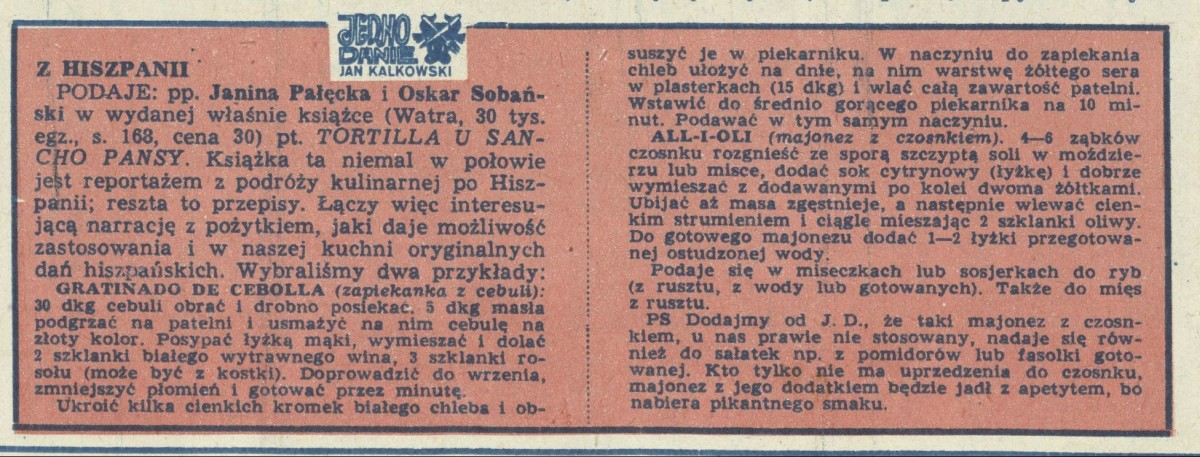 JEDNO
DANIE
JAN KALKOWSKI
Z HISZPANII
PODAJE: pp. Janina Pałęcka i Oskar Sobań-
ski w wydanej właśnie książce (Watra, 30 tys.
egz., s. 168, cena 30) pt. TORTILLA U SAN-
CHO PANSY. Książka ta niemal w połowie
jest reportażem z podróży kulinarnej po Hisz-
panii; reszta to przepisy. Łączy więc interesu-
jącą narrację z pożytkiem, jaki daje możliwość
zastosowania i w naszej kuchni oryginalnych
dań hiszpańskich. Wybraliśmy dwa przykłady:
GRATINADO DE CEBOLLA (zapiekanka z cebuli):
30 dkg cebuli obrać i drobno posiekać. 5 dkg masła
podgrzać na patelni i usmażyć na nim cebulę na
złoty kolor. Posypać łyżką mąki, wymieszać i dolać
2 szklanki białego wytrawnego wina, 3 szklanki ro-
sołu (może być z kostki). Doprowadzić do wrzenia,
zmniejszyć płomień i gotować przez minutę.
Ukroić kilka cienkich kromek białego chleba i ob-
suszyć je w piekarniku. W naczyniu do zapiekania
chleb ułożyć na dnie, na nim warstwę żółtego sera
w plasterkach (15 dkg) i wlać całą zawartość patelni.
Wstawić do średnio gorącego piekarnika na 10 mi-
nut. Podawać w tym samym naczyniu.
ALL-I-OLI (majonez z czosnkiem). 4—6 ząbków
czosnku rozgnieść ze sporą szczyptą soli w moździe-
rzu lub misce, dodać sok cytrynowy (łyżkę) i dobrze
wymieszać z dodawanymi po kolei dwoma żółtkami.
Ubijać aż masa zgęstnieje, a następnie wlewać cien-
kim strumieniem i ciągle mieszając 2 szklanki oliwy.
Do gotowego majonezu dodać 1—2 łyżki przegotowa-
nej ostudzonej wody.
Podaje się w miseczkach lub sosjerkach do ryb
(z rusztu, z wody lub gotowanych). Także do mięs
z rusztu.
PS Dodajmy od J. D., że taki majonez z czosn-
kiem, u nas prawie nie stosowany, nadaje się rów-
nież do sałatek np. z pomidorów lub fasolki goto-
wanej. Kto tylko nie ma uprzedzenia do czosnku,
majonez z jego dodatkiem będzie jadł z apetytem, bo
nabiera pikantnego smaku.